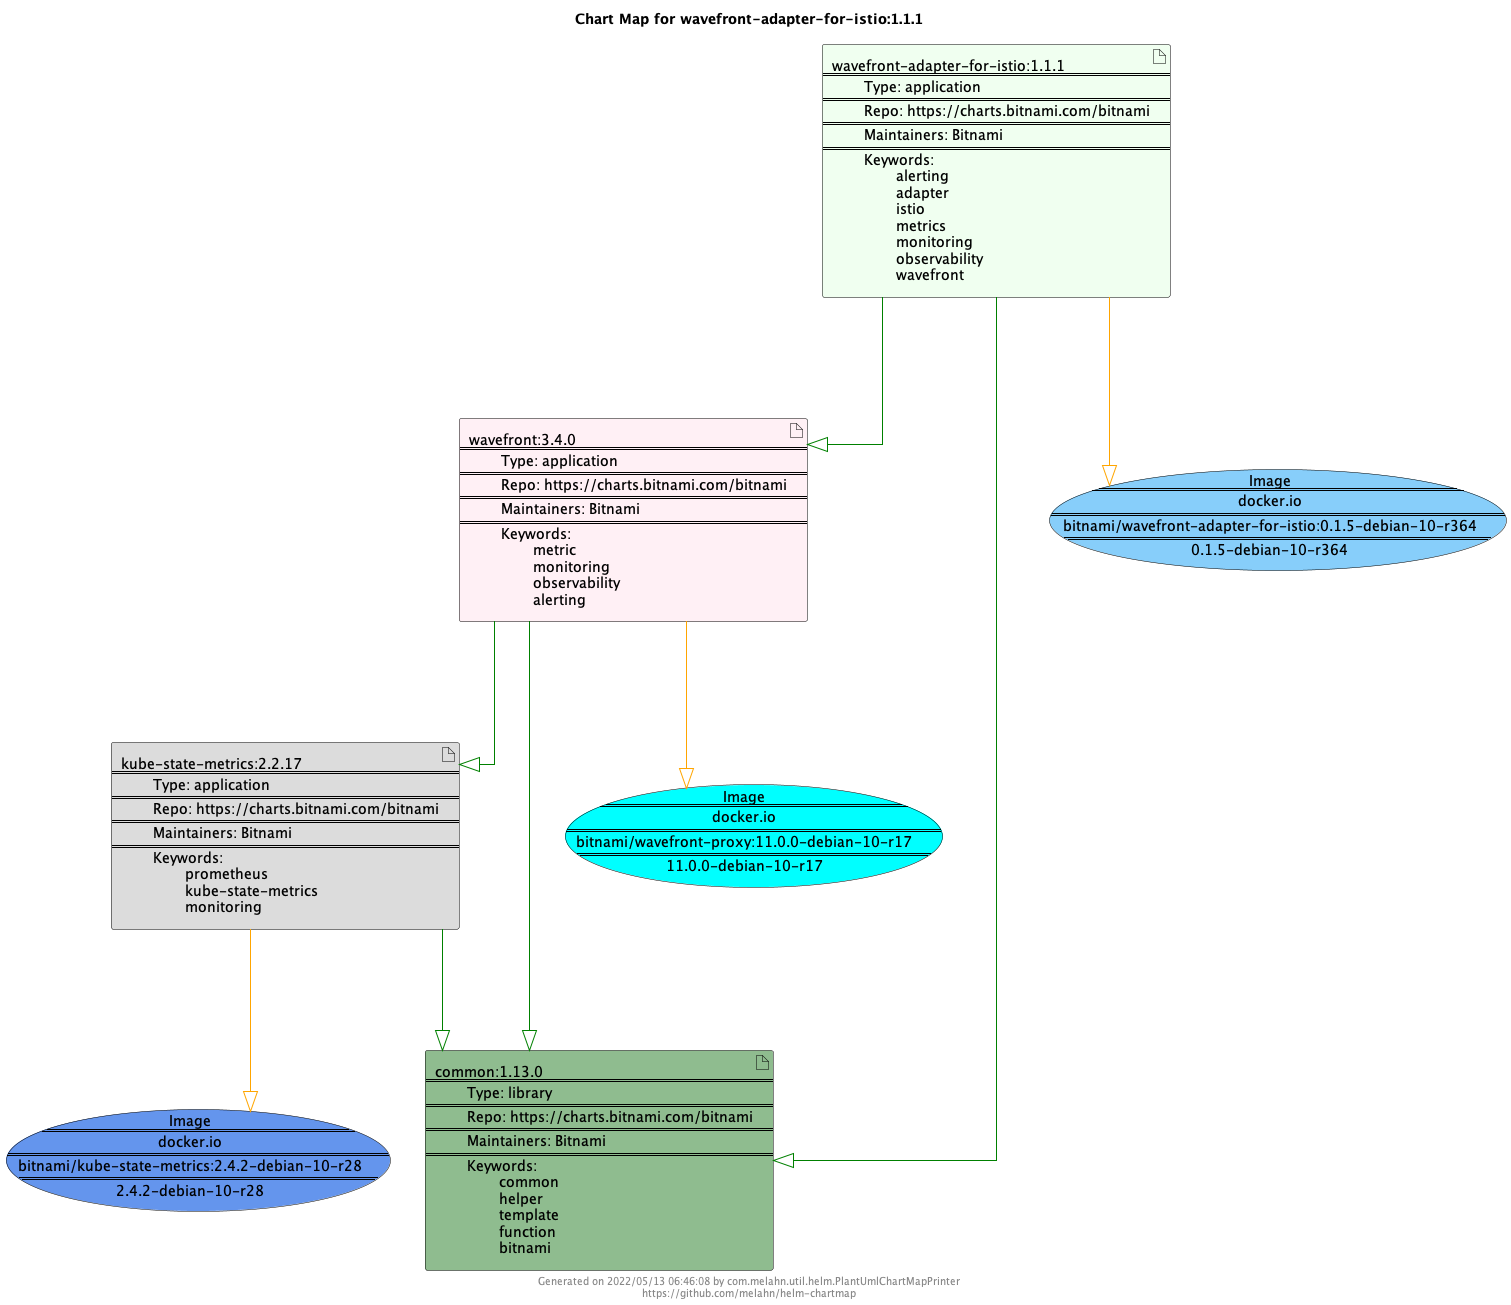 Chart Map for wavefront-adapter-for-istio:1.1.1
wavefront-adapter-for-istio:1.1.1
Type: application
Repo: https://charts.bitnami.com/bitnami
Maintainers: Bitnami
Keywords:
alerting
adapter
istio
metrics
monitoring
observability
wavefront
wavefront:3.4.0
Type: application
Repo: https://charts.bitnami.com/bitnami
Maintainers: Bitnami
Keywords:
metric
monitoring
observability
alerting
Image
docker.io
bitnami/wavefront-adapter-for-istio:0.1.5-debian-10-r364
0.1.5-debian-10-r364
kube-state-metrics:2.2.17
Type: application
Repo: https://charts.bitnami.com/bitnami
Maintainers: Bitnami
Keywords:
prometheus
kube-state-metrics
monitoring
Image
docker.io
bitnami/wavefront-proxy:11.0.0-debian-10-r17
11.0.0-debian-10-r17
Image
docker.io
bitnami/kube-state-metrics:2.4.2-debian-10-r28
2.4.2-debian-10-r28
common:1.13.0
Type: library
Repo: https://charts.bitnami.com/bitnami
Maintainers: Bitnami
Keywords:
common
helper
template
function
bitnami
Generated on 2022/05/13 06:46:08 by com.melahn.util.helm.PlantUmlChartMapPrinter
https://github.com/melahn/helm-chartmap